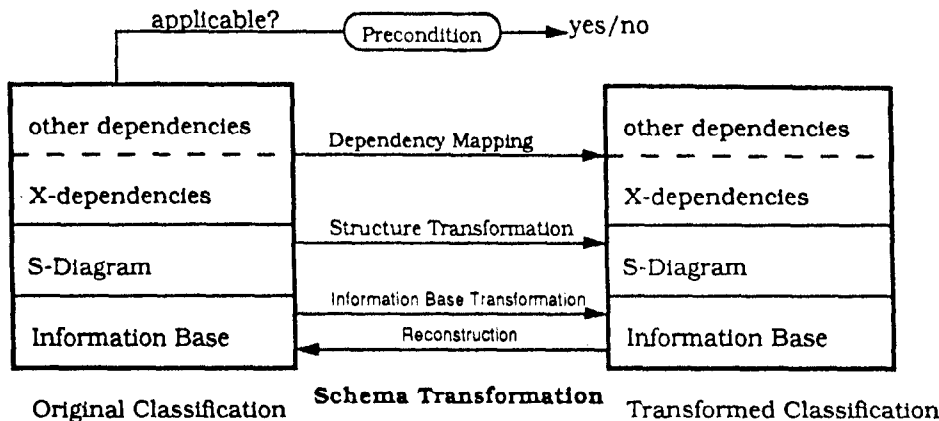 applicable?
Precondition
yes/no
other dependencies
Dependency Mapping
other dependencies
X-dependencies
X-dependencies
Structure Transformation
S-Diagram
S-Diagram
Information Base Transformation
Information Base
Reconstruction
Information Base
Original Classification
Schema Transformation
Transformed Classification